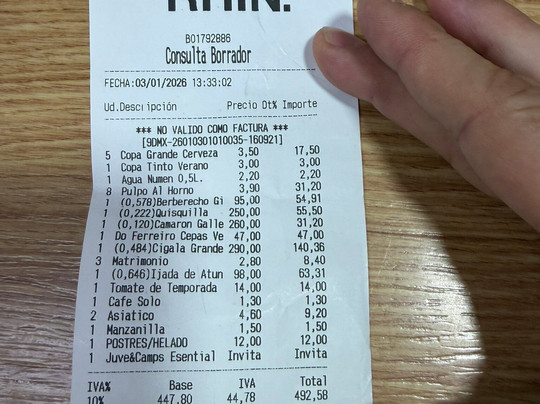 B01792886
Consulta Borrador
FECHA:03/01/2026 13:33:02
Ud.Descripción Precio Dt% Importe
*** NO VALIDO COMO FACTURA ***
[9DMX-26010301010035-160921]
5 Copa Grande Cerveza 3,50 17,50
1 Copa Tinto Verano 3,00 3,00
1 Agua Numen 0,5L. 2,20 2,20
8 Pulpo Al Horno 3,90 31,20
1 (0,578)Berberecho Gi 95,00 54,91
1 (0,222)Quisquilla 250,00 55,50
1 (0,120)Camaron Galle 260,00 31,20
1 Do Ferreiro Cepas Ve 47,00 47,00
1 (0,484)Cigala Grande 290,00 140,36
3 Matrimonio 2,80 8,40
1 (0,646)Ijada de Atun 98,00 63,31
1 Tomate de Temporada 14,00 14,00
1 Cafe Solo 1,30 1,30
2 Asiatico 4,60 9,20
1 Manzanilla 1,50 1,50
1 POSTRES/HELADO 12,00 12,00
1 Juve&Camps Esential Invita Invita
IVA% Base IVA Total
10% 447,80 44,78 492,58